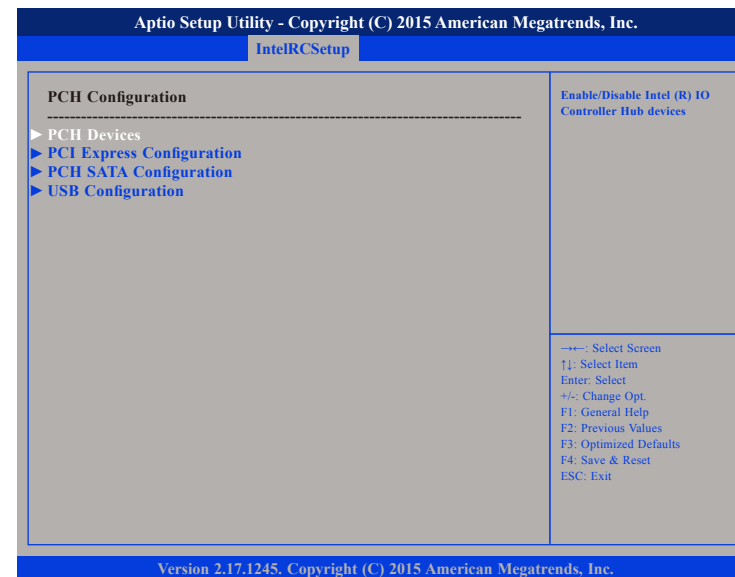 Aptio Setup Utility - Copyright (C) 2015 American Megatrends, Inc.
IntelRCSetup
PCH Configuration
► PCH Devices
► PCI Express Configuration
► PCH SATA Configuration
► USB Configuration
Enable/Disable Intel (R) IO
Controller Hub devices
→←: Select Screen
↑↓: Select Item
Enter: Select
+/-: Change Opt.
F1: General Help
F2: Previous Values
F3: Optimized Defaults
F4: Save & Reset
ESC: Exit
Version 2.17.1245. Copyright (C) 2015 American Megatrends, Inc.